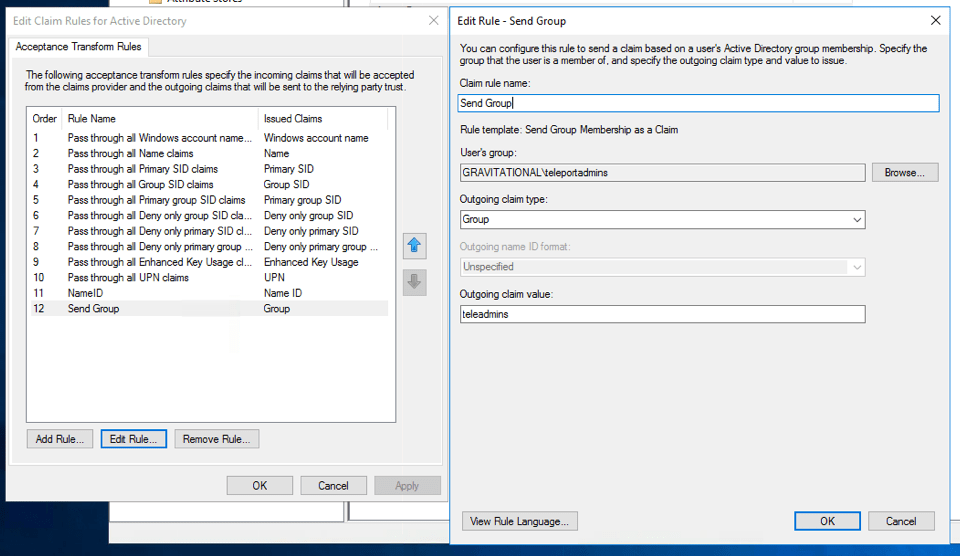 Attribute Stores
Edit Claim Rules for Active Directory
Acceptance Transform Rules
The following acceptance transform rules specify the incoming claims that will be accepted
from the claims provider and the outgoing claims that will be sent to the relying party trust.
Order Rule Name Issued Claims
1 Pass through all Windows account name... Windows account name
2 Pass through all Name claims Name
3 Pass through all Primary SID claims Primary SID
4 Pass through all Group SID claims Group SID
5 Pass through all Primary group SID claims Primary group SID
6 Pass through all Deny only group SID cla... Deny only group SID
7 Pass through all Deny only primary SID cl... Deny only primary SID
8 Pass through all Deny only primary group ... Deny only primary group ...
9 Pass through all Enhanced Key Usage cl... Enhanced Key Usage
10 Pass through all UPN claims UPN
11 NameID Name ID
12 Send Group Group
Add Rule... Edit Rule... Remove Rule...
OK Cancel Apply
Edit Rule - Send Group
You can configure this rule to send a claim based on a user's Active Directory group membership. Specify the
group that the user is a member of, and specify the outgoing claim type and value to issue.
Claim rule name:
Send Group
Rule template: Send Group Membership as a Claim
User's group:
GRAVITATIONAL\teleportadmins Browse...
Outgoing claim type:
Group
Outgoing name ID format:
Unspecified
Outgoing claim value:
teleadmins
View Rule Language... OK Cancel